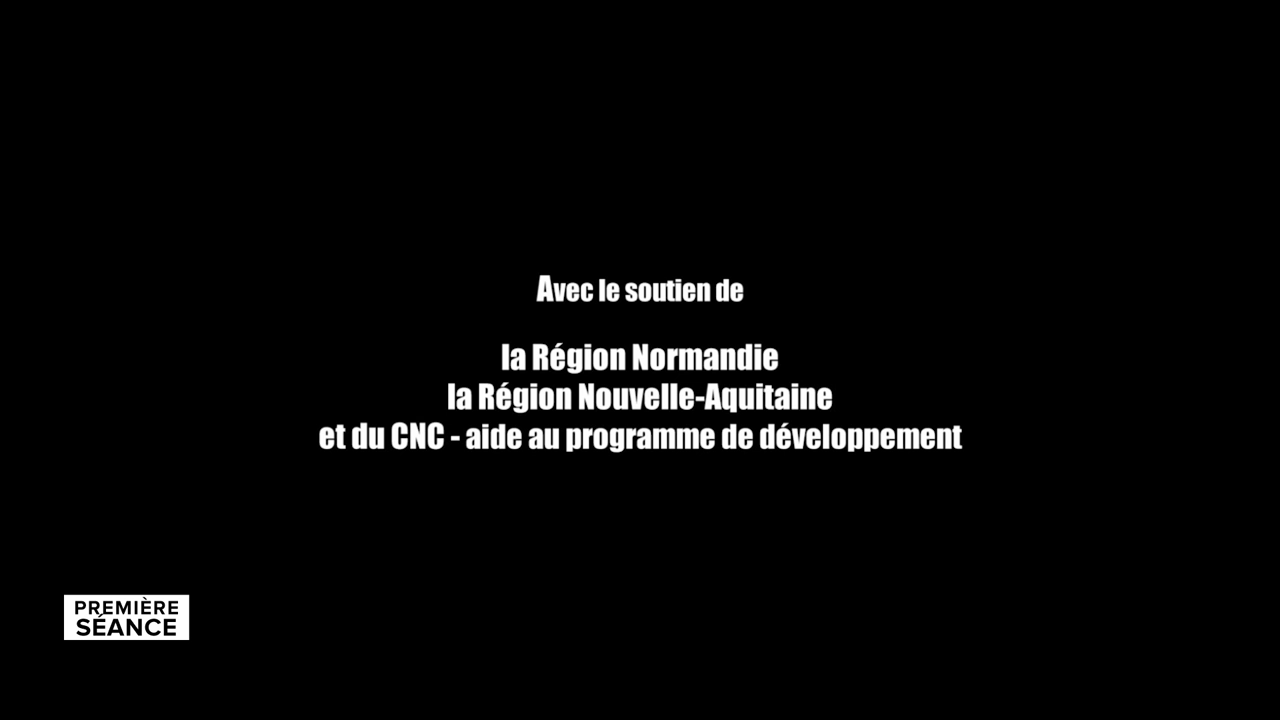 Avec le soutien de
la Région Normandie
la Région Nouvelle-Aquitaine
et du CNC - aide au programme de développement
PREMIÈRE
SÉANCE